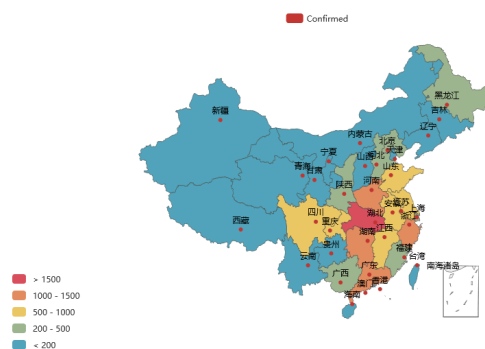 Confirmed
黑龙江
吉林
新疆
辽宁
内蒙古
北京
天津
河北
山西
宁夏
青海
甘肃
山东
陕西
河南
江苏
安徽
上海
四川
湖北
重庆
浙江
西藏
江西
湖南
贵州
福建
云南
台湾
广东
南海诸岛
广西
香港
澳门
海南
> 1500
1000 - 1500
500 - 1000
200 - 500
< 200